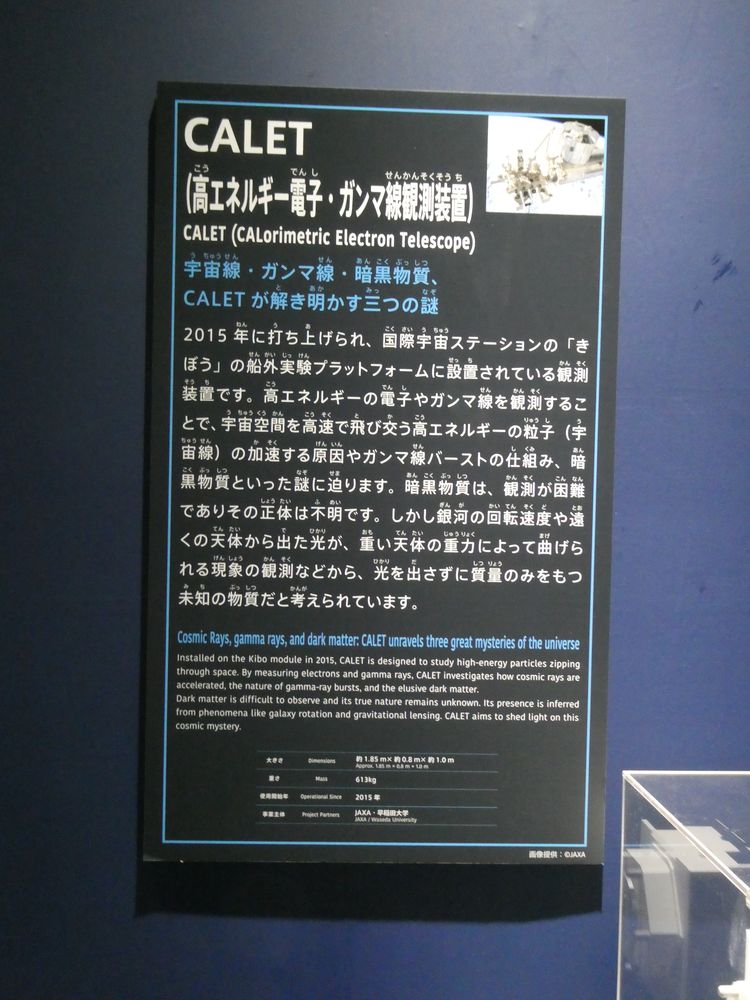 CALET
(高エネルギー電子・ガンマ線観測装置)
CALET (CALorimetric Electron Telescope)
宇宙線・ガンマ線・暗黒物質、
CALETが解き明かす三つの謎
2015年に打ち上げられ、国際宇宙ステーションの「き
ぼう」の船外実験プラットフォームに設置されている観測
装置です。高エネルギーの電子やガンマ線を観測するこ
とで、宇宙空間を高速で飛び交う高エネルギーの粒子（宇
宙線）の加速する原因やガンマ線バーストの仕組み、暗
黒物質といった謎に迫ります。暗黒物質は、観測が困難
でありその正体は不明です。しかし銀河の回転速度や遠
くの天体から出た光が、重い天体の重力によって曲げら
れる現象の観測などから、光を出さずに質量のみをもつ
未知の物質だと考えられています。
Cosmic Rays, gamma rays, and dark matter: CALET unravels three great mysteries of the universe
Installed on the Kibo module in 2015, CALET is designed to study high-energy particles zipping
through space. By measuring electrons and gamma rays, CALET investigates how cosmic rays are
accelerated, the nature of gamma-ray bursts, and the elusive dark matter.
Dark matter is difficult to observe and its true nature remains unknown. Its presence is inferred
from phenomena like galaxy rotation and gravitational lensing. CALET aims to shed light on this
cosmic mystery.
大きさ Dimensions 約1.85 m× 約0.8 m× 約1.0 m
Approx. 1.85 m × 0.8 m × 1.0 m
重さ Mass 613kg
使用開始年 Operational Since 2015年
事業主体 Project Partners JAXA・早稲田大学
JAXA / Waseda University
画像提供：©JAXA